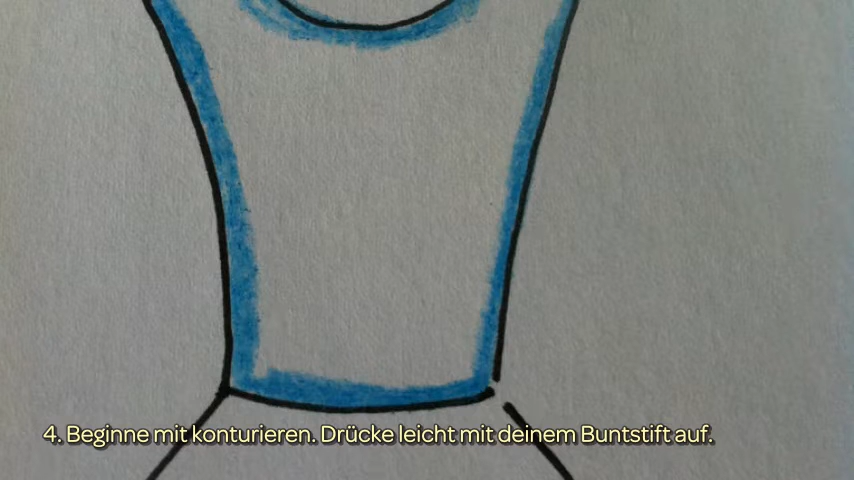 4. Beginne mit konturieren. Drücke leicht mit deinem Buntstift auf.